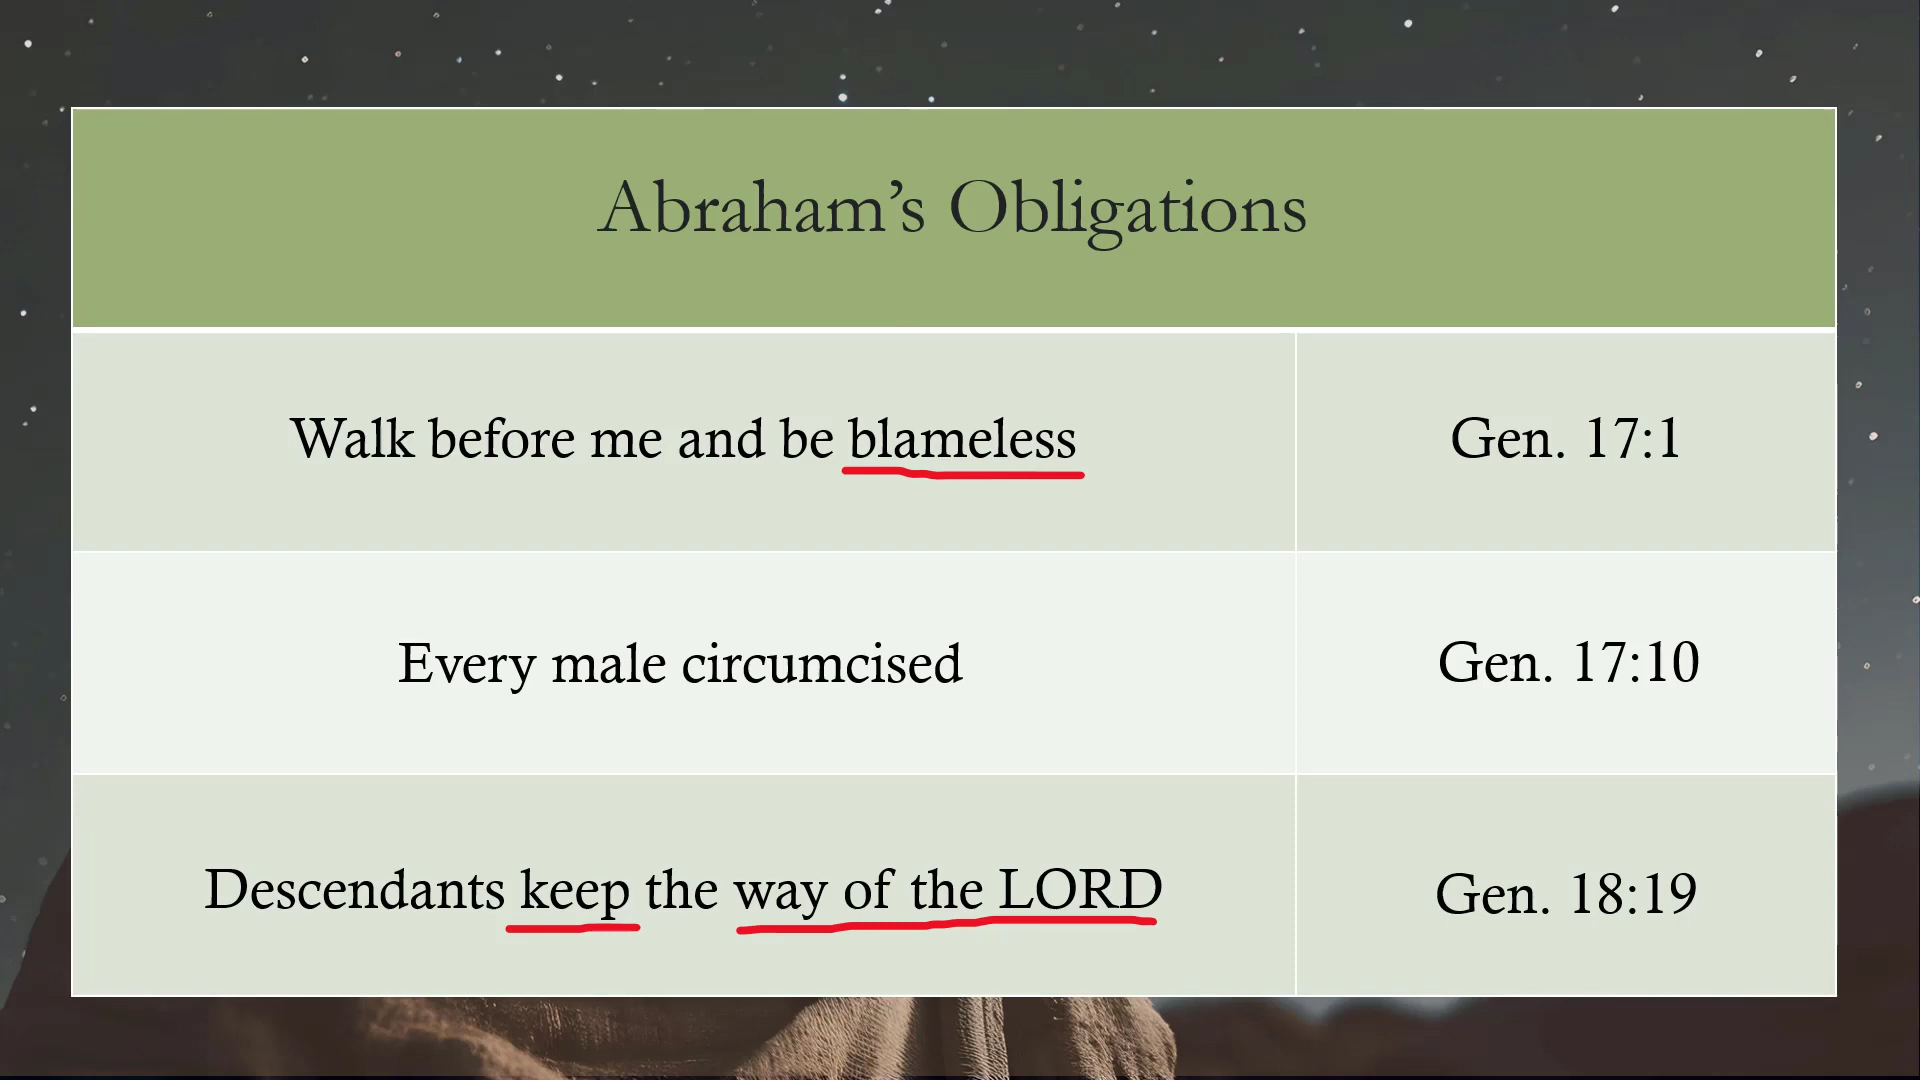 Abraham’s Obligations
Walk before me and be blameless
Gen. 17:1
Every male circumcised
Gen. 17:10
Descendants keep the way of the LORD
Gen. 18:19